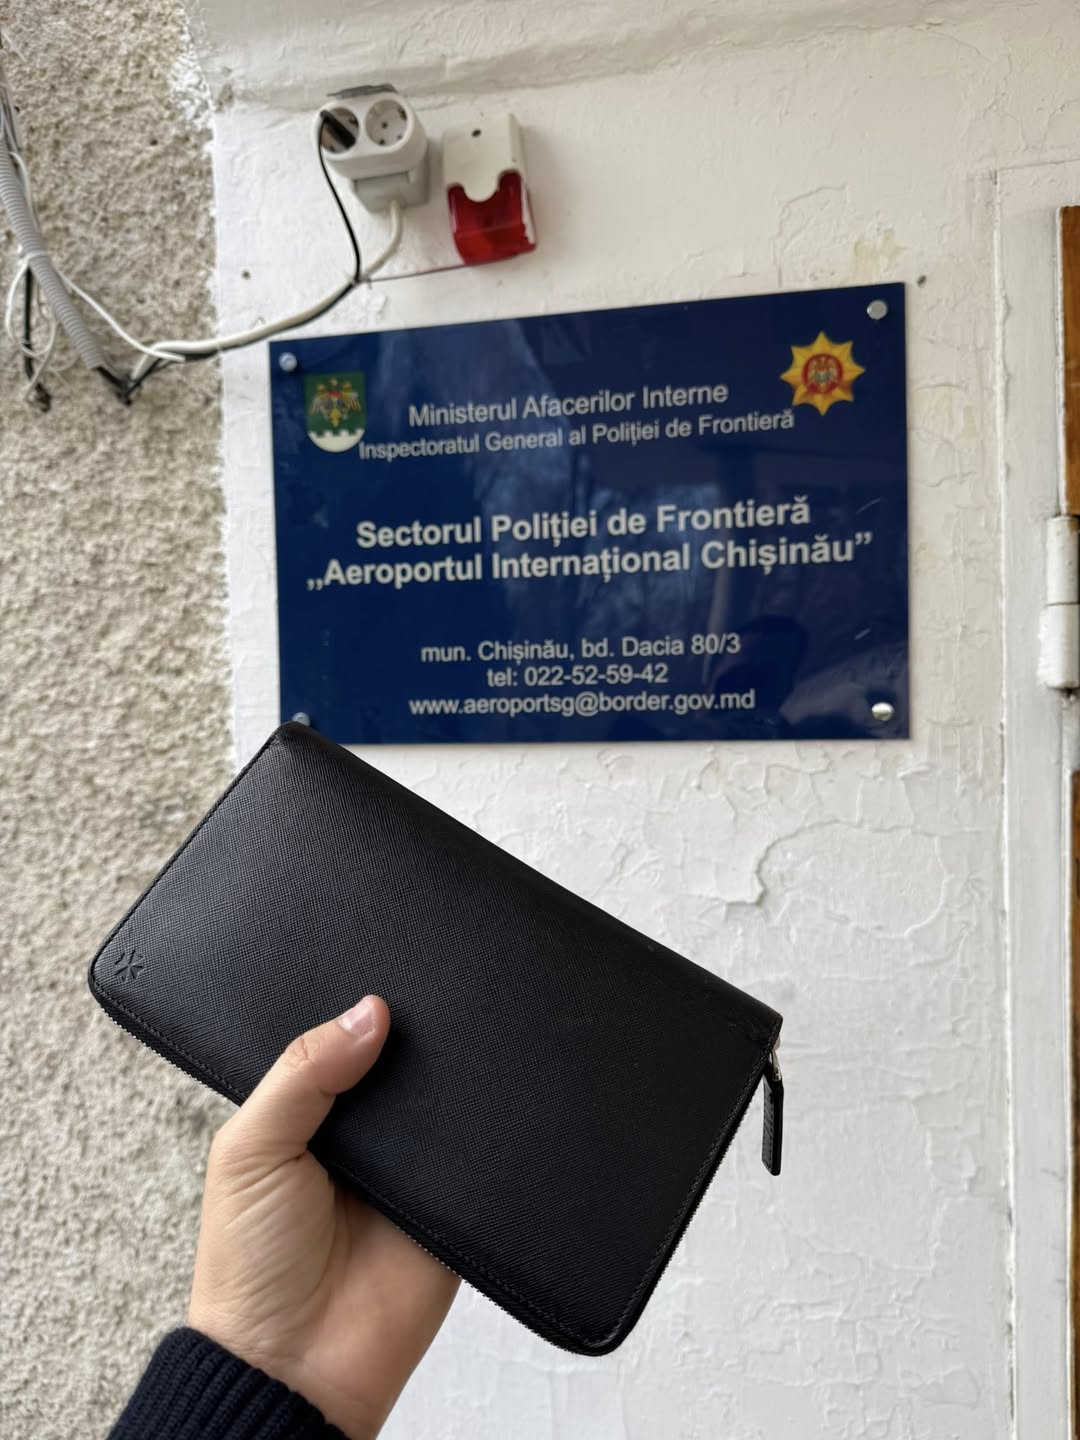 Ministerul Afacerilor Interne
Inspectoratul General al Poliției de Frontieră
Sectorul Poliției de Frontieră
„Aeroportul Internațional Chișinău”
mun. Chișinău, bd. Dacia 80/3
tel: 022-52-59-42
www.aeroportsg@border.gov.md